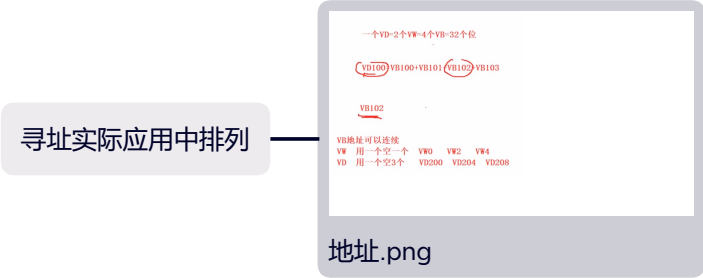 寻址实际应用中排列
一个VD=2个VW=4个VB=32个位
VD100=VB100+VB101+VB102+VB103
VB102
VB地址可以连续
VW 用一个空一个 VW0 VW2 VW4
VD 用一个空3个 VD200 VD204 VD208
地址.png